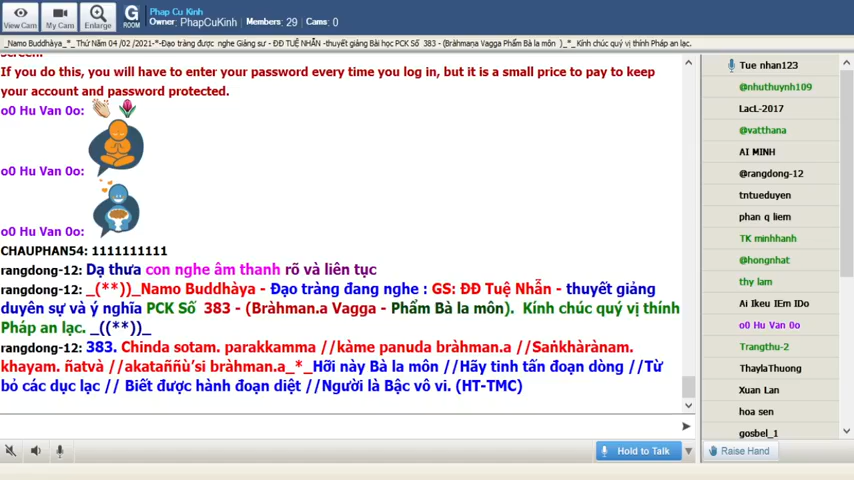 Phap Cu Kinh
Owner: PhapCuKinh Members: 29 Cams: 0
View Cam My Cam Enlarge G ROOM
_Namo Buddhàya_*_ Thứ Năm 04 /02 /2021-*-Đạo tràng được nghe Giảng sư - ĐĐ TUỆ NHẪN -thuyết giảng Bài học PCK Số 383 - (Bràhmaṇa Vagga Phẩm Bà la môn )_*_ Kính chúc quý vị thính Pháp an lạc.
screen.
If you do this, you will have to enter your password every time you log in, but it is a small price to pay to keep
your account and password protected.
o0 Hu Van 0o:
o0 Hu Van 0o:
o0 Hu Van 0o:
CHAUPHAN54: 1111111111
rangdong-12: Dạ thưa con nghe âm thanh rõ và liên tục
rangdong-12: _(**))_Namo Buddhàya - Đạo tràng đang nghe : GS: ĐĐ Tuệ Nhẫn - thuyết giảng
duyên sự và ý nghĩa PCK Số 383 - (Bràhman.a Vagga - Phẩm Bà la môn). Kính chúc quý vị thính
Pháp an lạc. _((**))_
rangdong-12: 383. Chinda sotam. parakkamma //kàme panuda bràhman.a //Saṅkhàrànam.
khayam. ñatvà //akataññù’si bràhman.a_*_Hỡi này Bà la môn //Hãy tinh tấn đoạn dòng //Từ
bỏ các dục lạc // Biết được hành đoạn diệt //Người là Bậc vô vi. (HT-TMC)
Tue nhan123
@nhuthuynh109
LacL-2017
@vatthana
AI MINH
@rangdong-12
tntueduyen
phan q liem
TK minhhanh
@hongnhat
thy lam
Ai Ikeu IEm IDo
o0 Hu Van 0o
Trangthu-2
ThaylaThuong
Xuan Lan
hoa sen
gosbel_1
Hold to Talk
Raise Hand